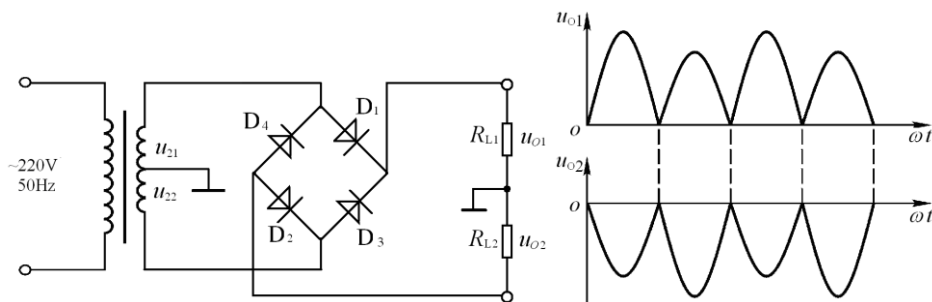 ~220V
50Hz
u21
u22
D4
D1
D2
D3
RL1
uO1
RL2
uO2
uO1
O
ωt
uO2
O
ωt